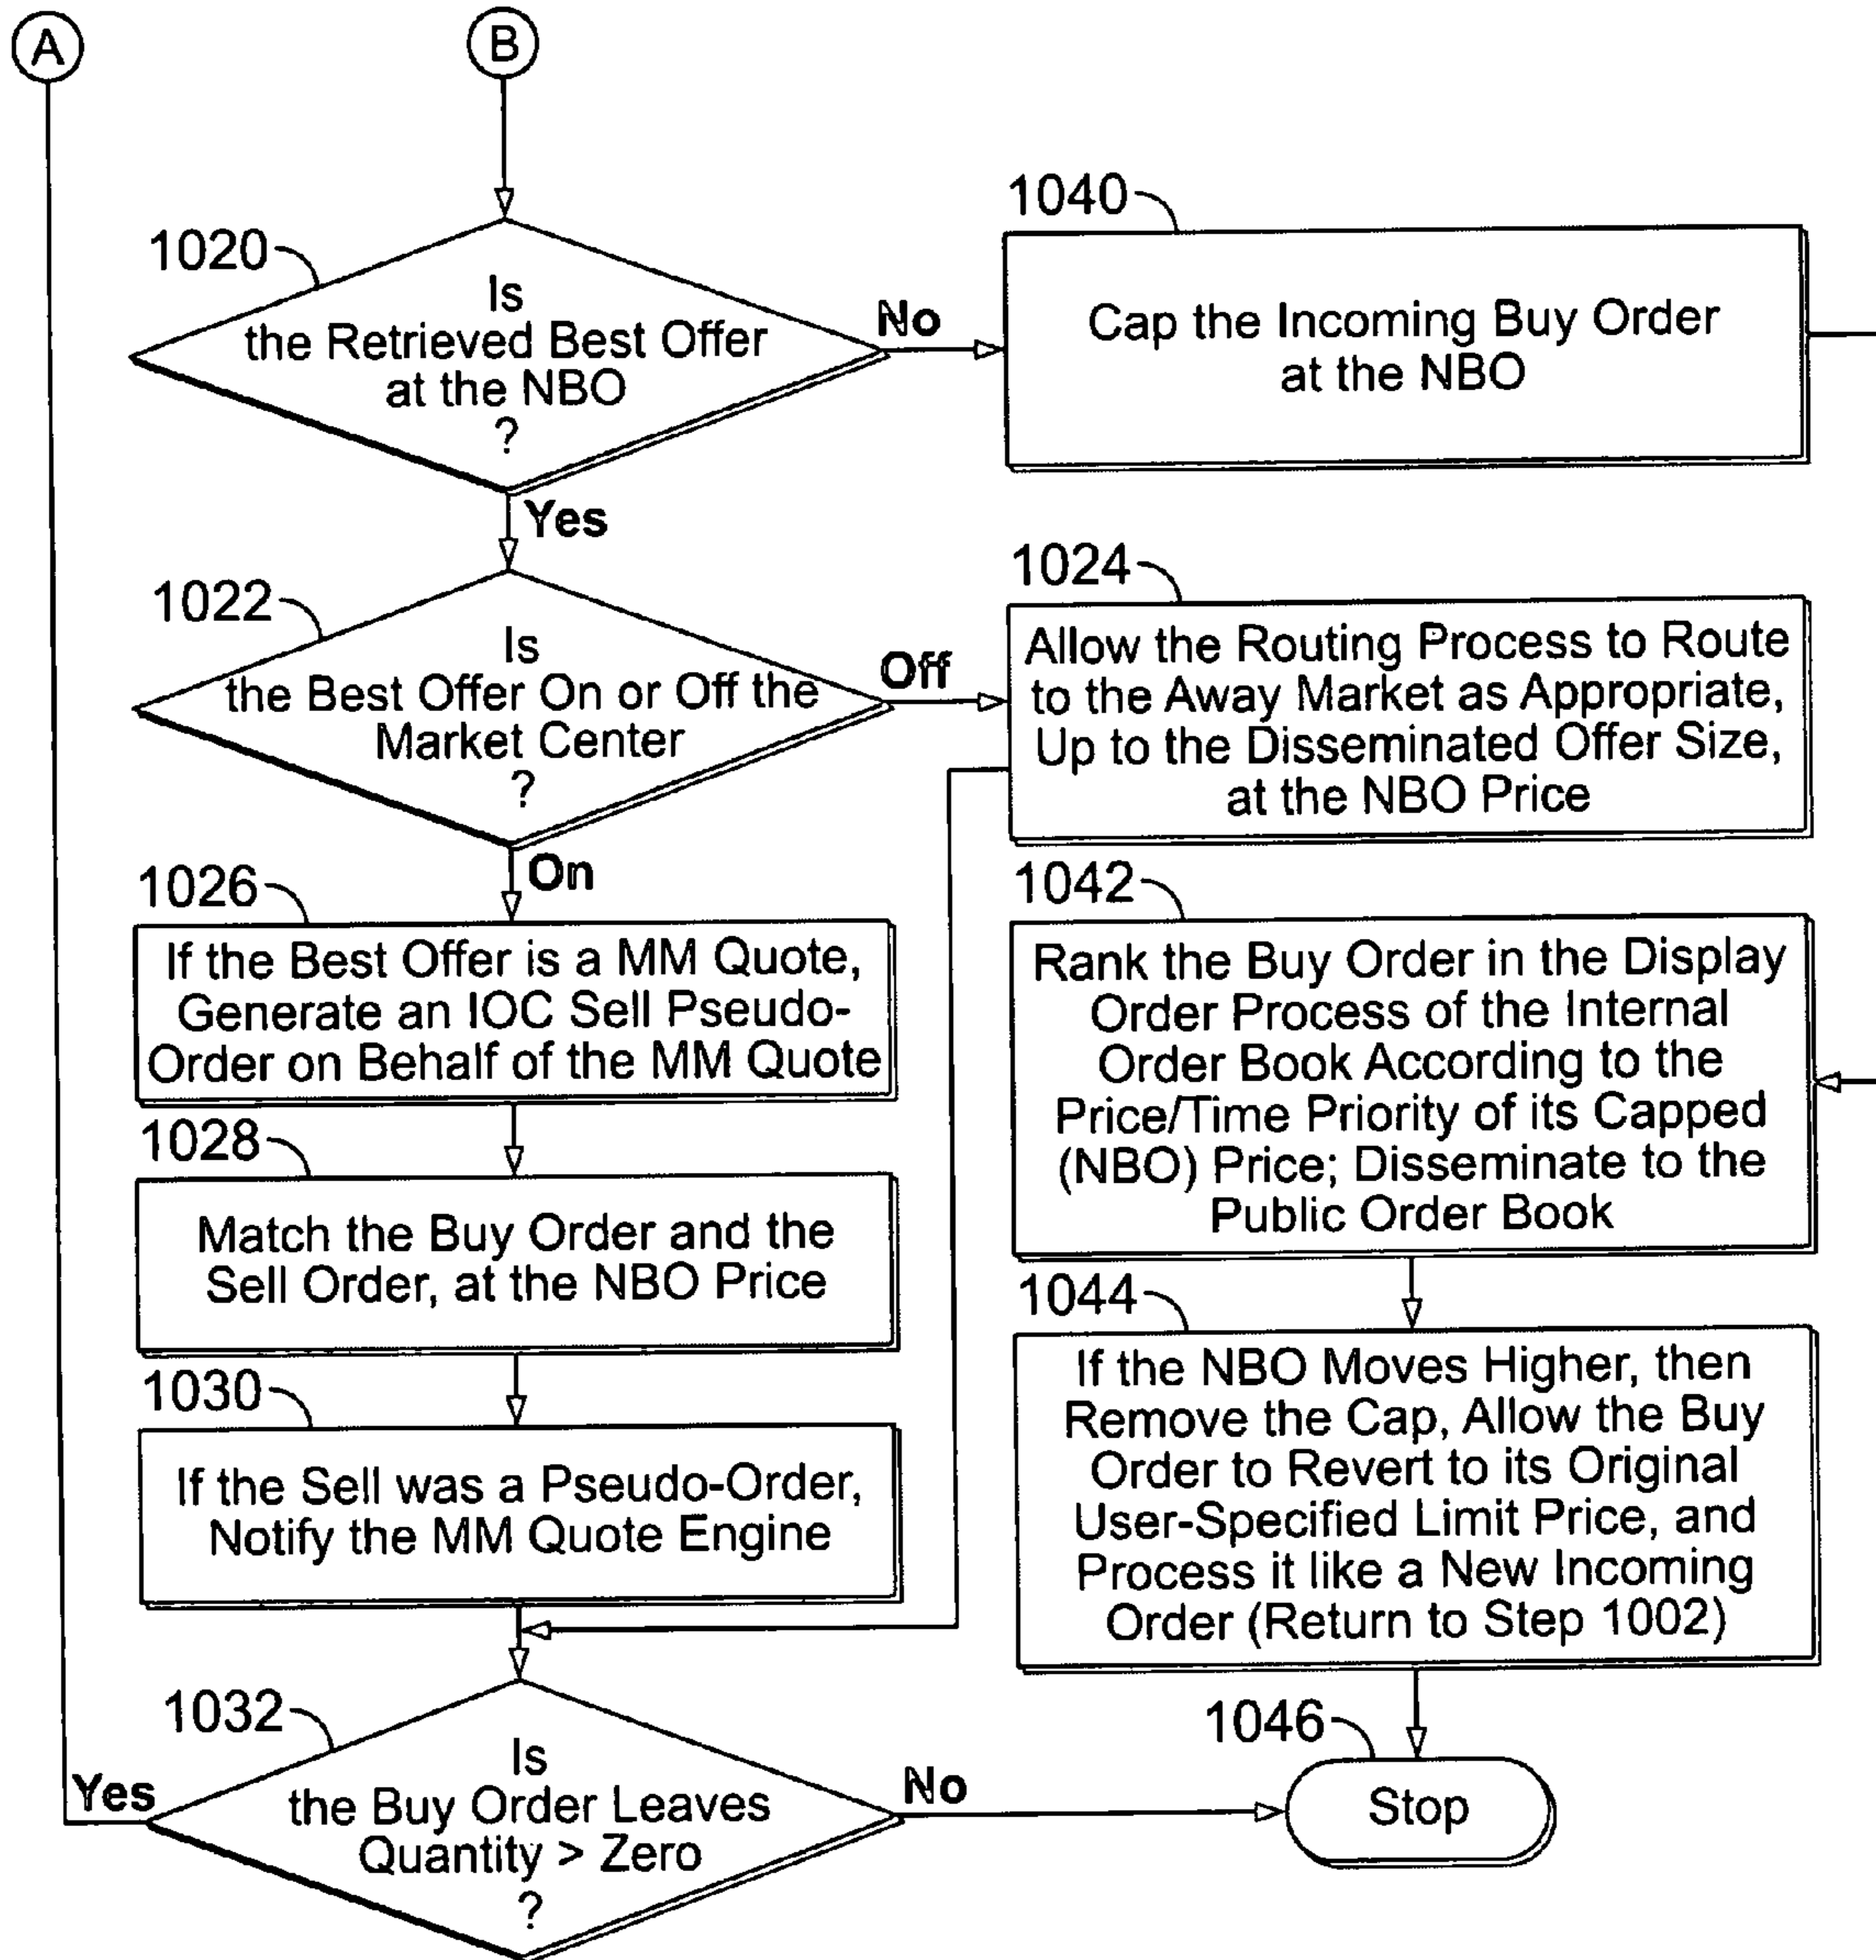 A
B
1020
Is
the Retrieved Best Offer
at the NBO
?
No
Yes
1040
Cap the Incoming Buy Order
at the NBO
1022
Is
the Best Offer On or Off the
Market Center
?
Off
On
1024
Allow the Routing Process to Route
to the Away Market as Appropriate,
Up to the Disseminated Offer Size,
at the NBO Price
1026
If the Best Offer is a MM Quote,
Generate an IOC Sell Pseudo-
Order on Behalf of the MM Quote
1042
Rank the Buy Order in the Display
Order Process of the Internal
Order Book According to the
Price/Time Priority of its Capped
(NBO) Price; Disseminate to the
Public Order Book
1028
Match the Buy Order and the
Sell Order, at the NBO Price
1044
If the NBO Moves Higher, then
Remove the Cap, Allow the Buy
Order to Revert to its Original
User-Specified Limit Price, and
Process it like a New Incoming
Order (Return to Step 1002)
1030
If the Sell was a Pseudo-Order,
Notify the MM Quote Engine
1032
Is
the Buy Order Leaves
Quantity > Zero
?
Yes
No
1046
Stop